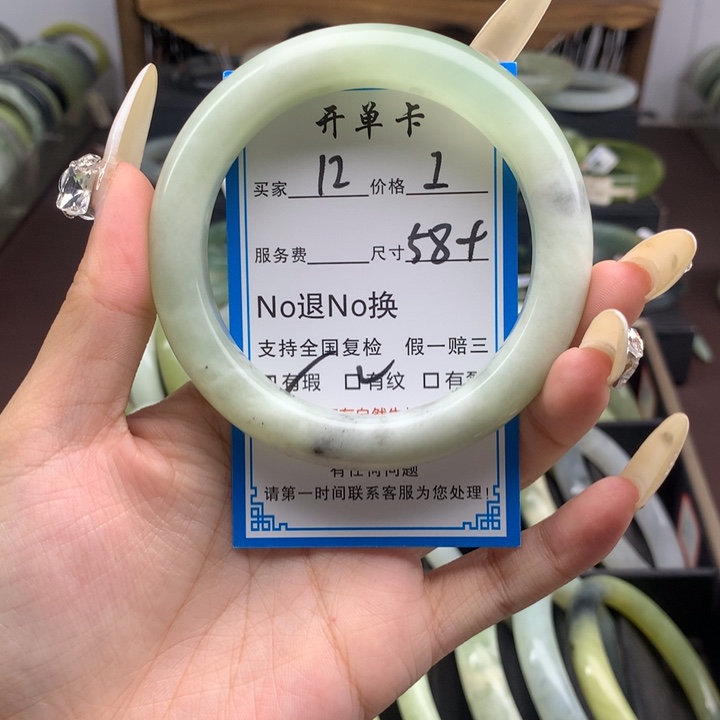 开单卡
买家 12 价格 1
服务费 尺寸 58+
No退No换
支持全国复检 假一赔三
有瑕 有纹 有
有任何问题
请第一时间联系客服为您处理!